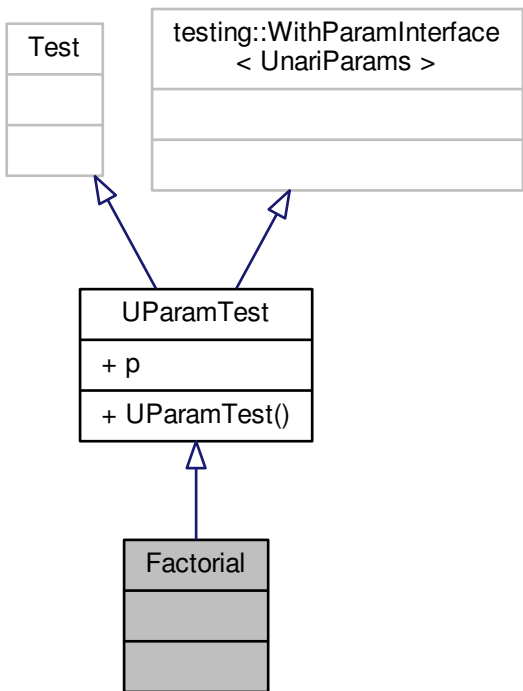 Test
testing::WithParamInterface
< UnariParams >
UParamTest
+ p
+ UParamTest()
Factorial